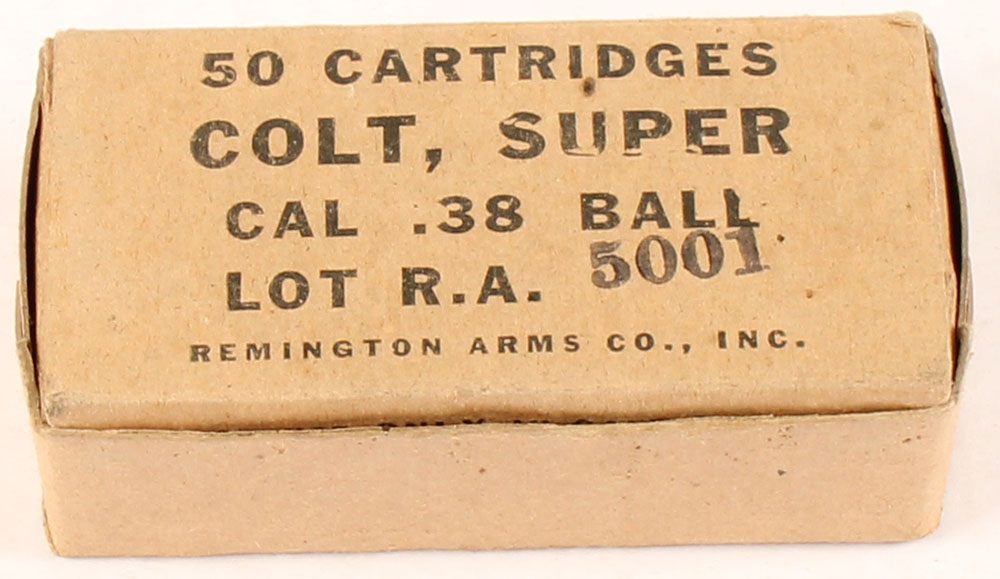 50 CARTRIDGES
COLT, SUPER
CAL .38 BALL
LOT R.A. 5001
REMINGTON ARMS CO., INC.